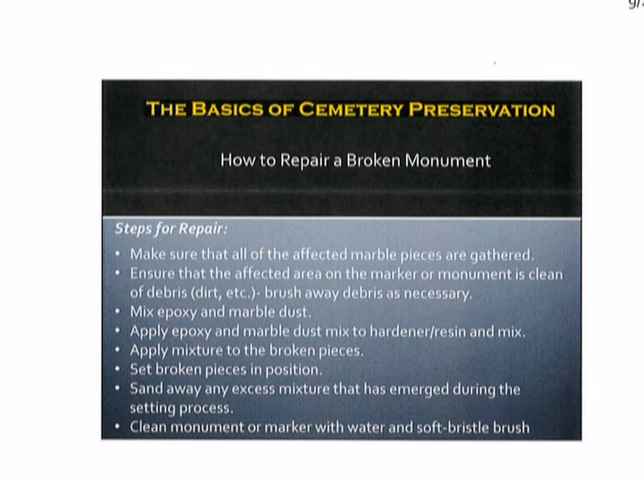 9/
THE BASICS OF CEMETERY PRESERVATION
How to Repair a Broken Monument
Steps for Repair:
• Make sure that all of the affected marble pieces are gathered.
• Ensure that the affected area on the marker or monument is clean
of debris (dirt, etc.)- brush away debris as necessary.
• Mix epoxy and marble dust.
• Apply epoxy and marble dust mix to hardener/resin and mix.
• Apply mixture to the broken pieces.
• Set broken pieces in position.
• Sand away any excess mixture that has emerged during the
setting process.
• Clean monument or marker with water and soft-bristle brush